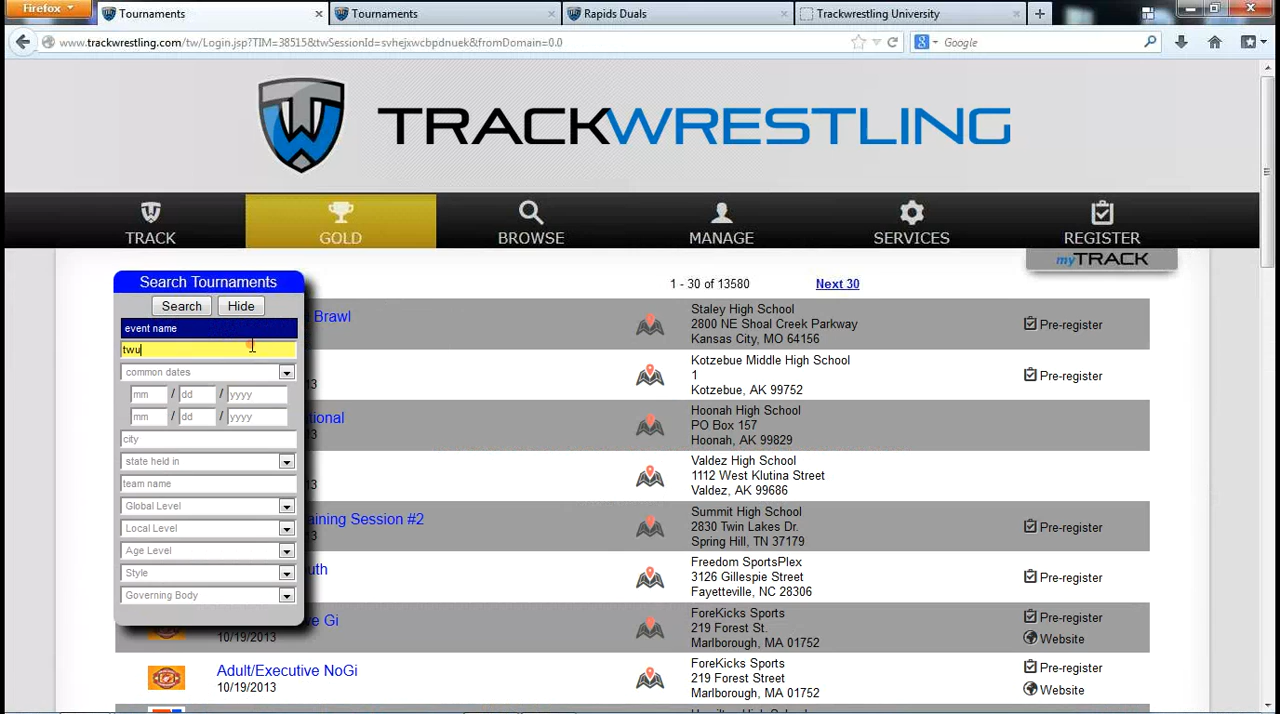 Firefox
Tournaments
Tournaments
Rapids Duals
Trackwrestling University
www.trackwrestling.com/tw/Login.jsp?TIM=38515&twSessionId=svhejxwcbpdnuek&fromDomain=0.0
Google
TRACKWRESTLING
TRACK
GOLD
BROWSE
MANAGE
SERVICES
REGISTER
myTRACK
Search Tournaments
Search
Hide
event name
twu
common dates
mm / dd / yyyy
mm / dd / yyyy
city
state held in
team name
Global Level
Local Level
Age Level
Style
Governing Body
1 - 30 of 13580
Next 30
Brawl
Staley High School
2800 NE Shoal Creek Parkway
Kansas City, MO 64156
Pre-register
3
Kotzebue Middle High School
1
Kotzebue, AK 99752
Pre-register
tional
3
Hoonah High School
PO Box 157
Hoonah, AK 99829
3
Valdez High School
1112 West Klutina Street
Valdez, AK 99686
aining Session #2
Summit High School
2830 Twin Lakes Dr.
Spring Hill, TN 37179
Pre-register
uth
Freedom SportsPlex
3126 Gillespie Street
Fayetteville, NC 28306
Pre-register
ve Gi
10/19/2013
ForeKicks Sports
219 Forest St.
Marlborough, MA 01752
Pre-register
Website
Adult/Executive NoGi
10/19/2013
ForeKicks Sports
219 Forest Street
Marlborough, MA 01752
Pre-register
Website